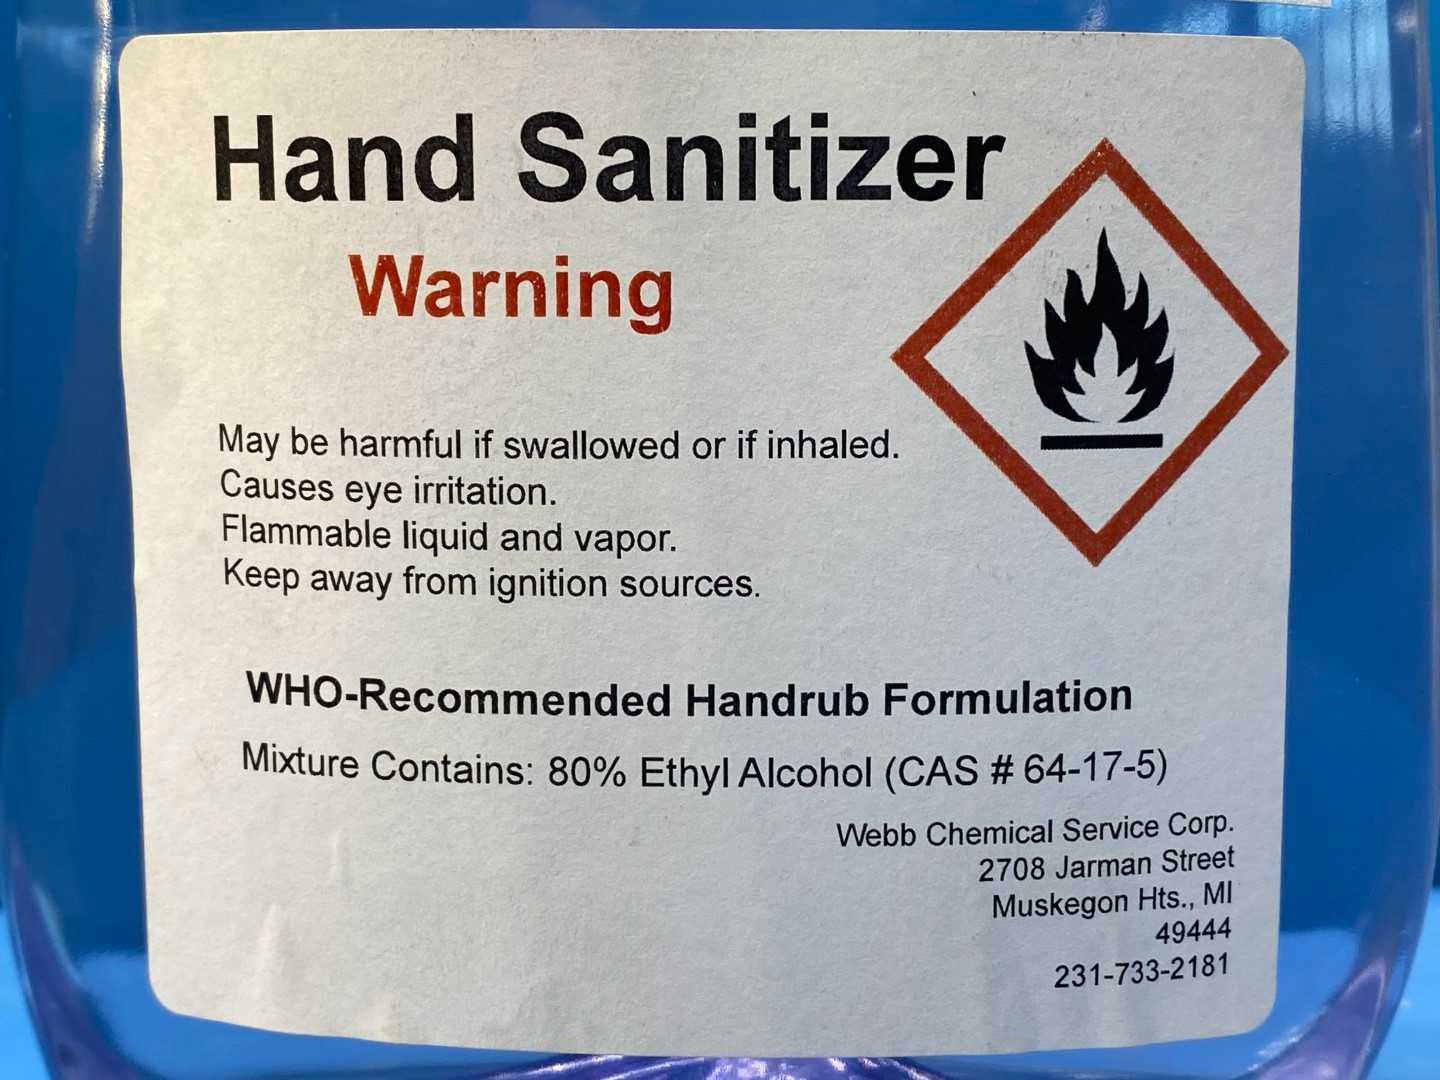 Hand Sanitizer
Warning
May be harmful if swallowed or if inhaled.
Causes eye irritation.
Flammable liquid and vapor.
Keep away from ignition sources.
WHO-Recommended Handrub Formulation
Mixture Contains: 80% Ethyl Alcohol (CAS # 64-17-5)
Webb Chemical Service Corp.
2708 Jarman Street
Muskegon Hts., MI
49444
231-733-2181